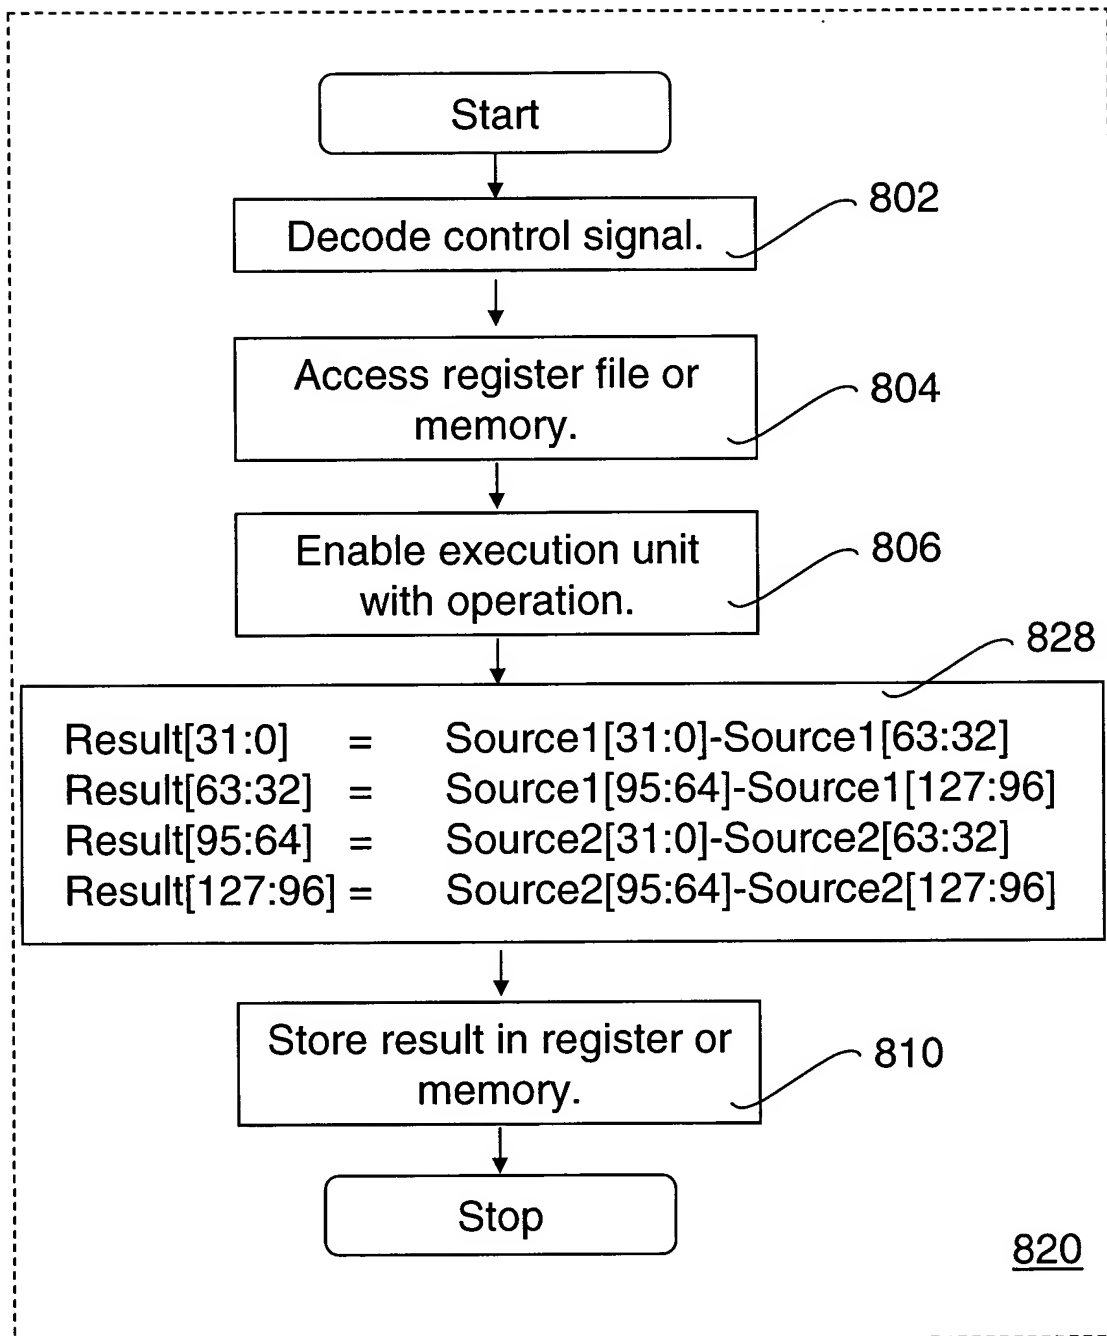 Start
Decode control signal.
802
Access register file or
memory.
804
Enable execution unit
with operation.
806
828
Result[31:0] = Source1[31:0]-Source1[63:32]
Result[63:32] = Source1[95:64]-Source1[127:96]
Result[95:64] = Source2[31:0]-Source2[63:32]
Result[127:96] = Source2[95:64]-Source2[127:96]
Store result in register or
memory.
810
Stop
820